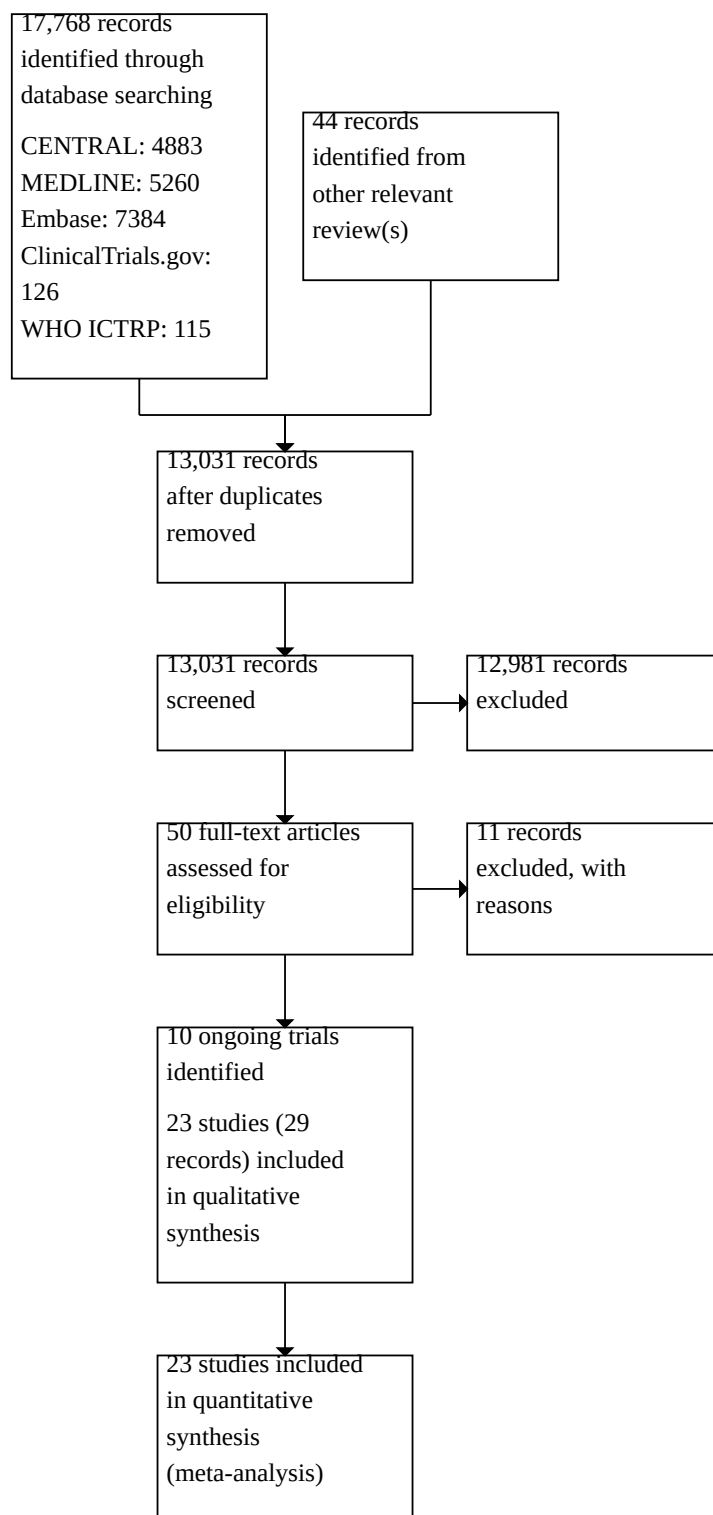 17,768 records
identified through
database searching
CENTRAL: 4883
MEDLINE: 5260
Embase: 7384
ClinicalTrials.gov:
126
WHO ICTRP: 115
44 records
identified from
other relevant
review(s)
13,031 records
after duplicates
removed
13,031 records
screened
12,981 records
excluded
50 full-text articles
assessed for
eligibility
11 records
excluded, with
reasons
10 ongoing trials
identified
23 studies (29
records) included
in qualitative
synthesis
23 studies included
in quantitative
synthesis
(meta-analysis)